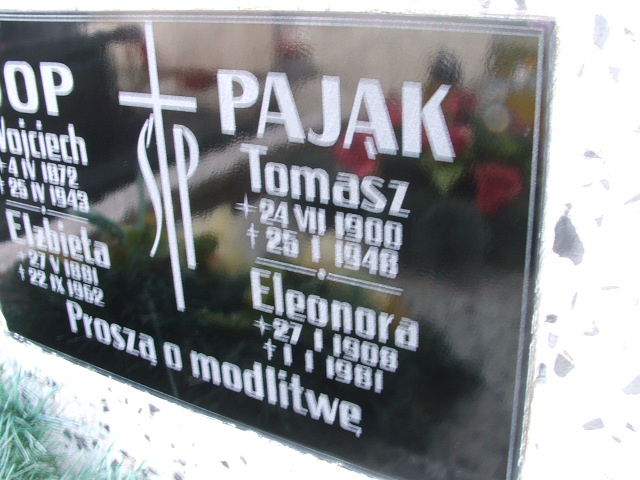 Wojciech
* 4 IV 1872
+ 25 IV 1943
Elżbieta
* 27 V 1881
+ 22 IX 1962
ŚP
PAJĄK
Tomasz
* 24 VII 1900
+ 25 I 1948
Eleonora
* 27 I 1908
+ 1 I 1981
Proszą o modlitwę